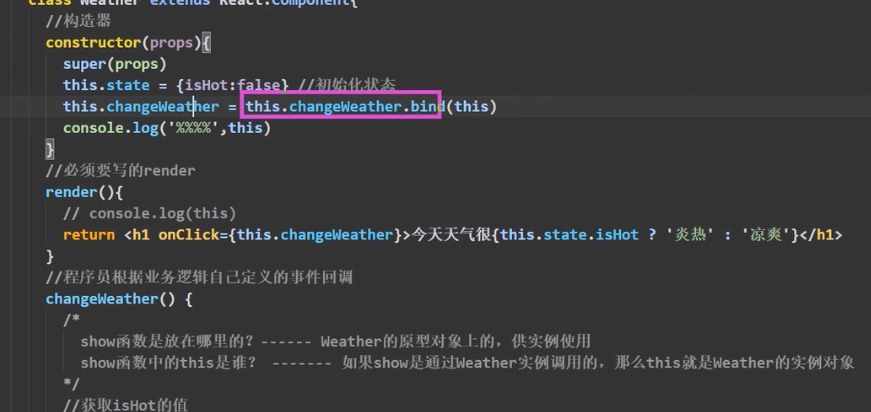 class Weather extends React.Component{
//构造器
constructor(props){
super(props)
this.state = {isHot:false} //初始化状态
this.changeWeather = this.changeWeather.bind(this)
console.log('%%%%',this)
}
//必须要写的render
render(){
// console.log(this)
return <h1 onClick={this.changeWeather}>今天天气很{this.state.isHot ? '炎热' : '凉爽'}</h1>
}
//程序员根据业务逻辑自己定义的事件回调
changeWeather() {
/*
show函数是放在哪里的? ------ Weather的原型对象上的，供实例使用
show函数中的this是谁? ------- 如果show是通过Weather实例调用的，那么this就是Weather的实例对象
*/
//获取isHot的值